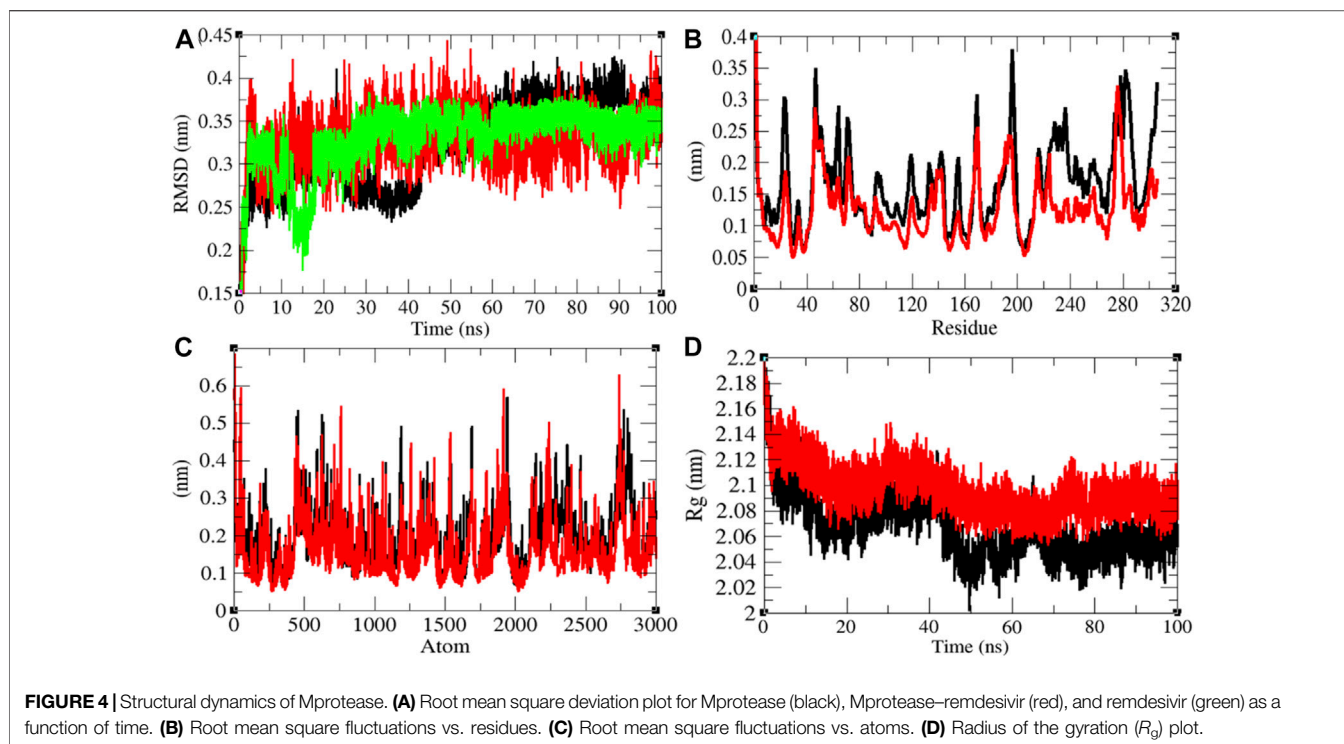 A
0.45
0.4
0.35
0.3
0.25
0.2
0.15
RMSD (nm)
0 10 20 30 40 50 60 70 80 90 100
Time (ns)
B
0.4
0.35
0.3
0.25
0.2
0.15
0.1
0.05
0
(nm)
0 40 80 120 160 200 240 280 320
Residue
C
0.6
0.5
0.4
0.3
0.2
0.1
0
(nm)
0 500 1000 1500 2000 2500 3000
Atom
D
2.2
2.18
2.16
2.14
2.12
2.1
2.08
2.06
2.04
2.02
2
Rg (nm)
0 20 40 60 80 100
Time (ns)
FIGURE 4 | Structural dynamics of Mprotease. (A) Root mean square deviation plot for Mprotease (black), Mprotease–remdesivir (red), and remdesivir (green) as a
function of time. (B) Root mean square fluctuations vs. residues. (C) Root mean square fluctuations vs. atoms. (D) Radius of the gyration (Rg) plot.